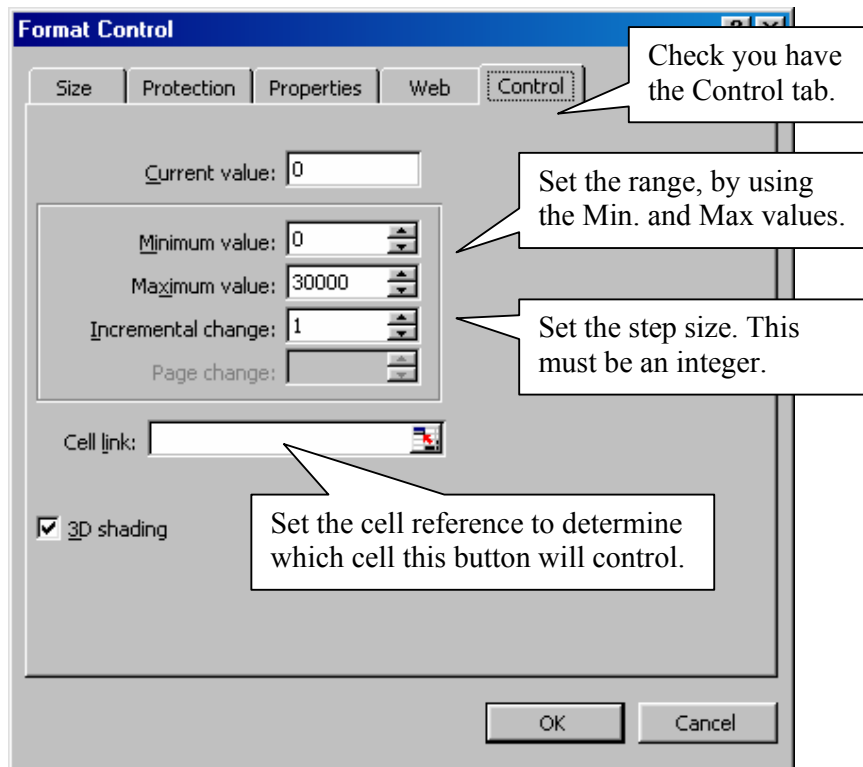 Format Control
Size Protection Properties Web Control
Check you have
the Control tab.
Current value: 0
Set the range, by using
the Min. and Max values.
Minimum value: 0
Maximum value: 30000
Incremental change: 1
Set the step size. This
must be an integer.
Page change:
Cell link:
Set the cell reference to determine
which cell this button will control.
3D shading
OK Cancel